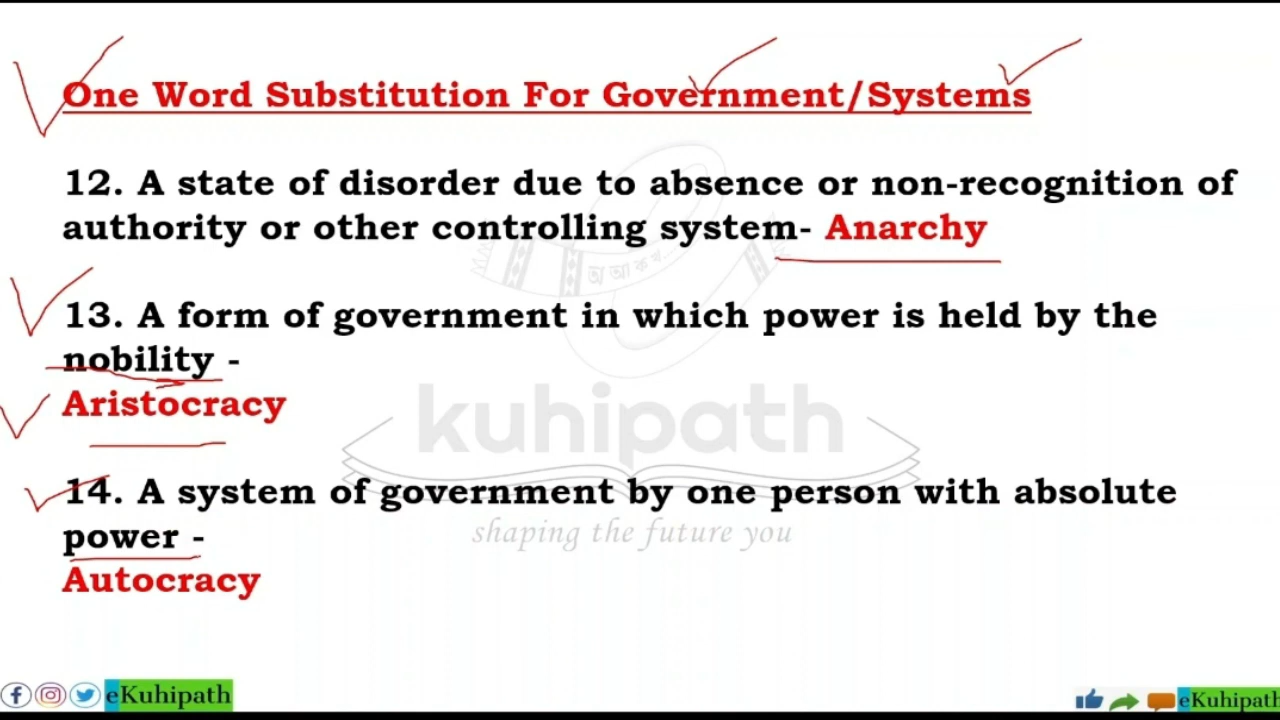 One Word Substitution For Government/Systems
12. A state of disorder due to absence or non-recognition of
authority or other controlling system- Anarchy
অ আ ক খ
13. A form of government in which power is held by the
nobility -
Aristocracy
kuhipath
14. A system of government by one person with absolute
power -
shaping the future you
Autocracy
eKuhipath
eKuhipath